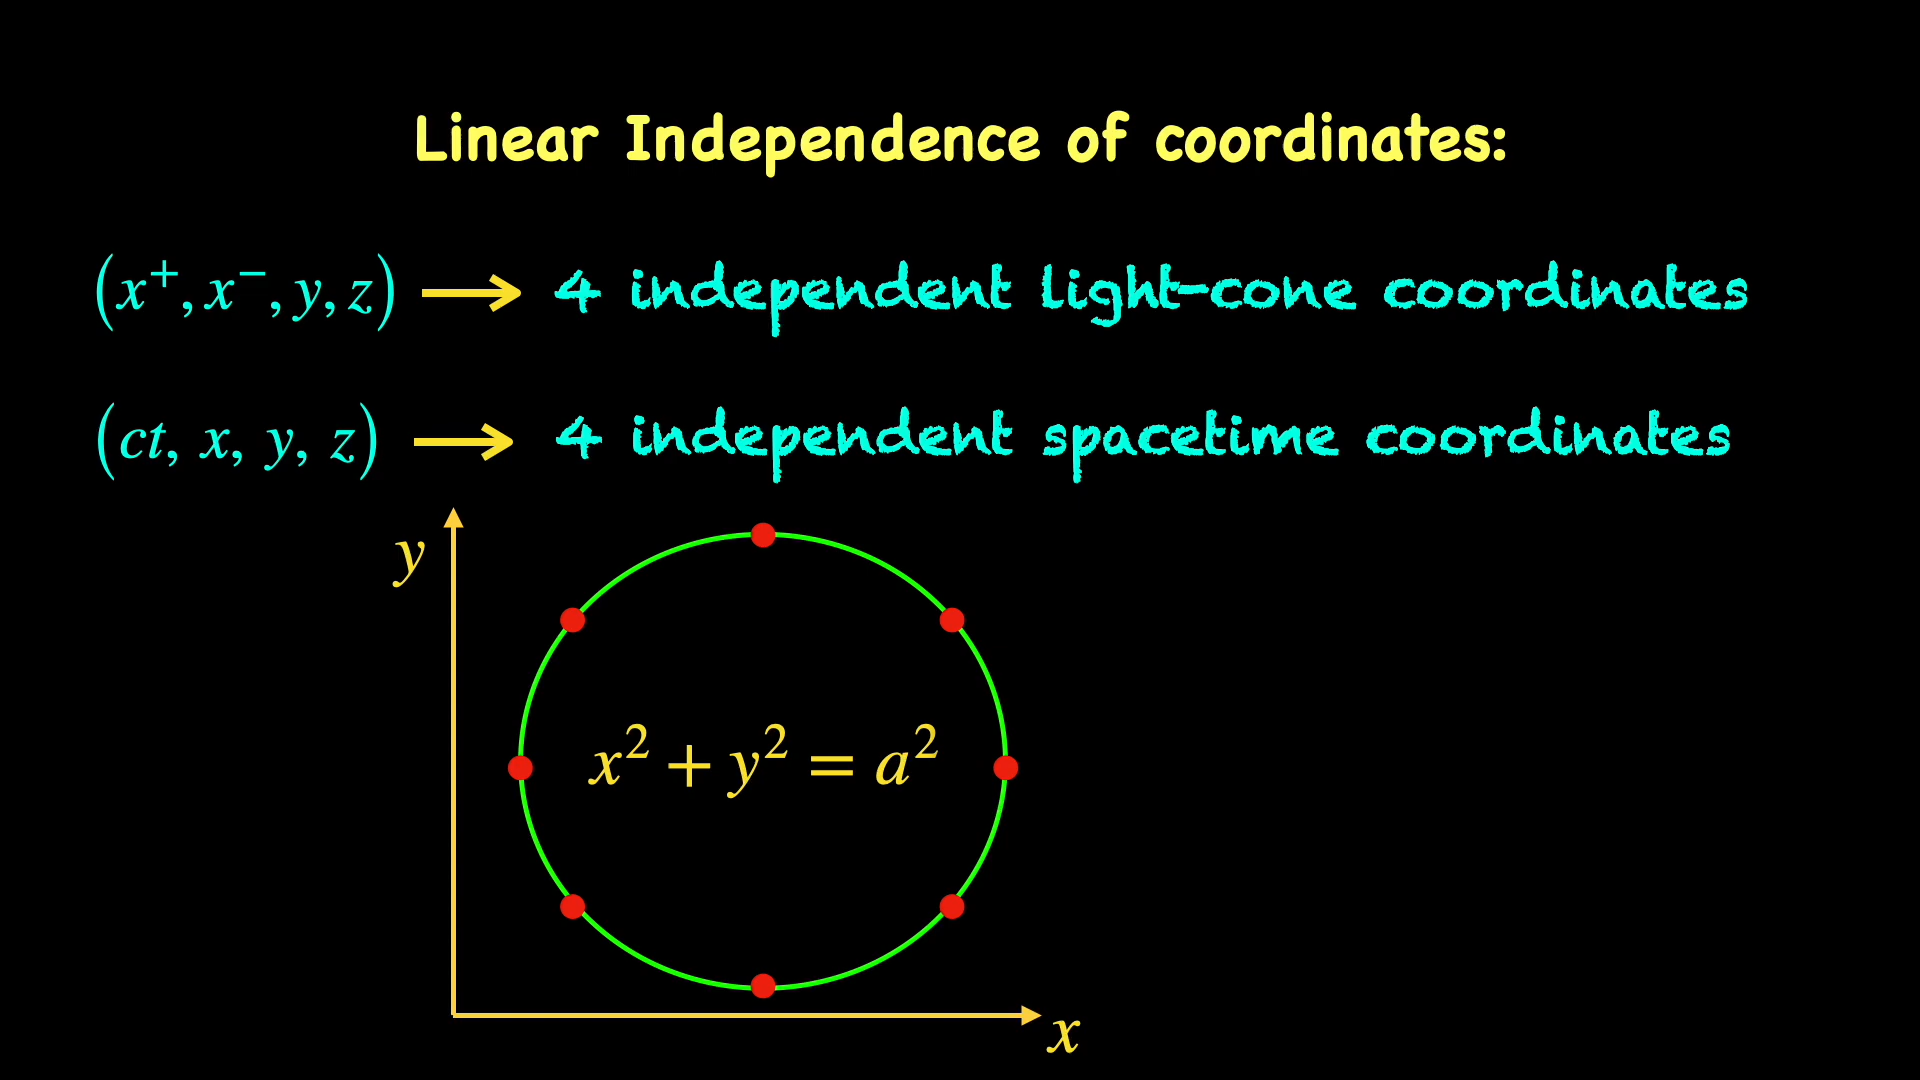 Linear Independence of coordinates:
(x⁺, x⁻, y, z) → 4 independent light-cone coordinates
(ct, x, y, z) → 4 independent spacetime coordinates
y
x² + y² = a²
x